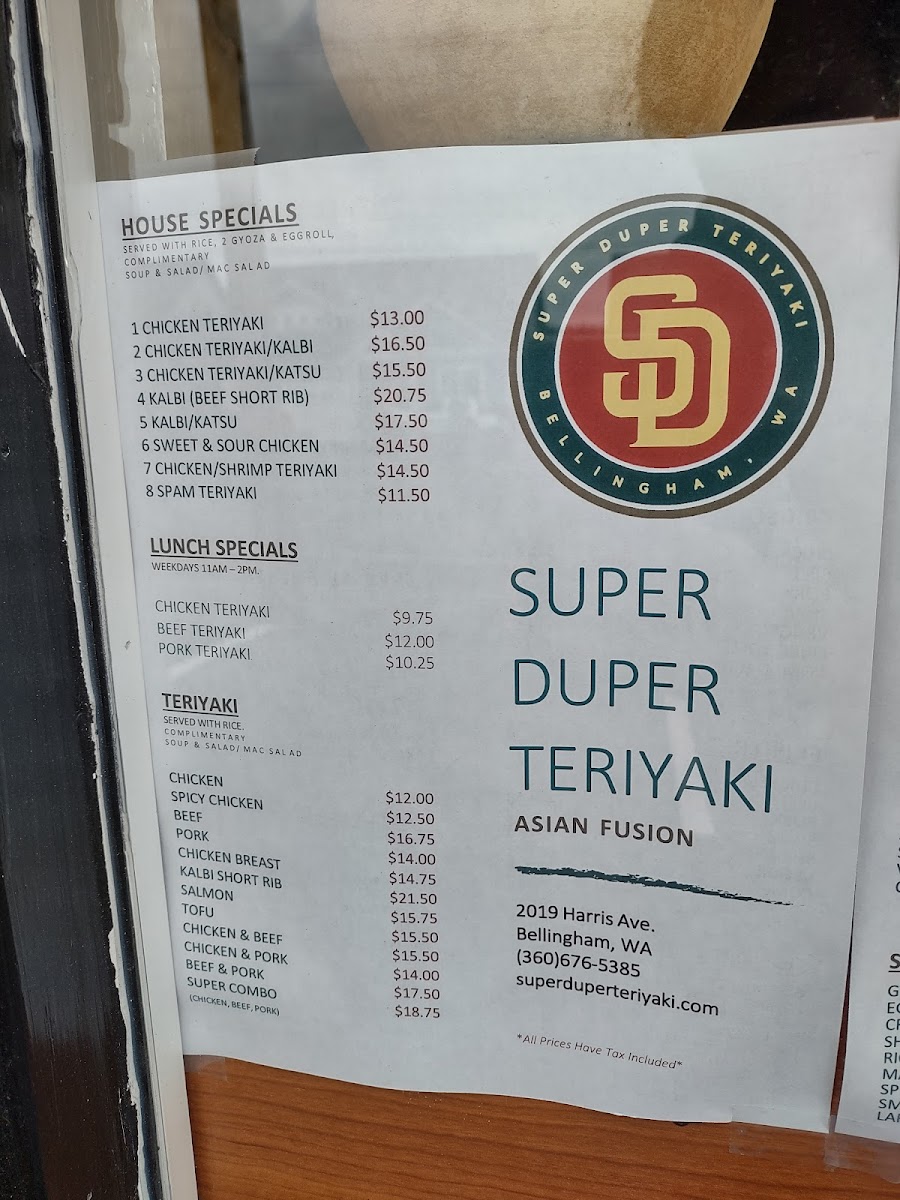 HOUSE SPECIALS
SERVED WITH RICE, 2 GYOZA & EGGROLL,
COMPLIMENTARY
SOUP & SALAD/ MAC SALAD
1 CHICKEN TERIYAKI $13.00
2 CHICKEN TERIYAKI/KALBI $16.50
3 CHICKEN TERIYAKI/KATSU $15.50
4 KALBI (BEEF SHORT RIB) $20.75
5 KALBI/KATSU $17.50
6 SWEET & SOUR CHICKEN $14.50
7 CHICKEN/SHRIMP TERIYAKI $14.50
8 SPAM TERIYAKI $11.50
LUNCH SPECIALS
WEEKDAYS 11AM – 2PM.
CHICKEN TERIYAKI $9.75
BEEF TERIYAKI $12.00
PORK TERIYAKI $10.25
TERIYAKI
SERVED WITH RICE.
COMPLIMENTARY
SOUP & SALAD/ MAC SALAD
CHICKEN $12.00
SPICY CHICKEN $12.50
BEEF $16.75
PORK $14.00
CHICKEN BREAST $14.75
KALBI SHORT RIB $21.50
SALMON $15.75
TOFU $15.50
CHICKEN & BEEF $15.50
CHICKEN & PORK $14.00
BEEF & PORK $17.50
SUPER COMBO $18.75
(CHICKEN, BEEF, PORK)
SUPER DUPER TERIYAKI
SD
BELLINGHAM, WA
SUPER
DUPER
TERIYAKI
ASIAN FUSION
2019 Harris Ave.
Bellingham, WA
(360)676-5385
superduperteriyaki.com
*All Prices Have Tax Included*